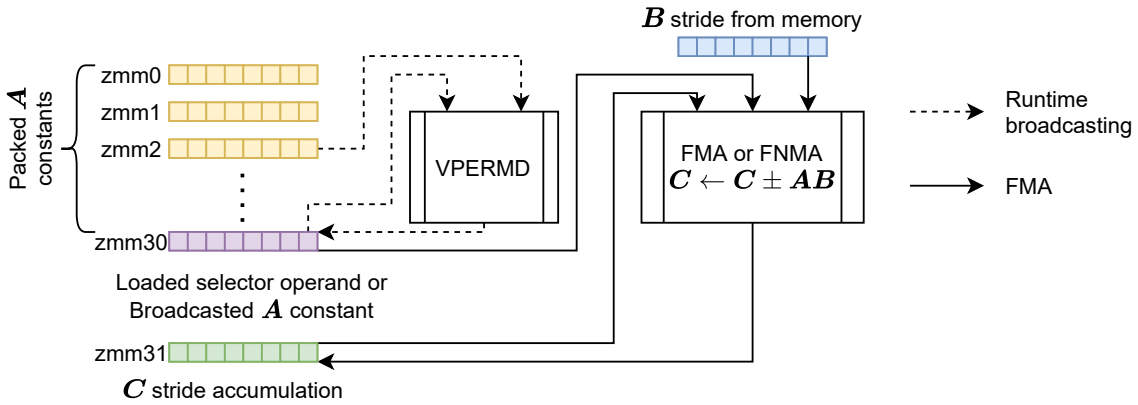 B stride from memory
Packed A
constants
zmm0
zmm1
zmm2
zmm30
Loaded selector operand or
Broadcasted A constant
zmm31
C stride accumulation
VPERMD
FMA or FNMA
C ← C ± AB
Runtime
broadcasting
FMA